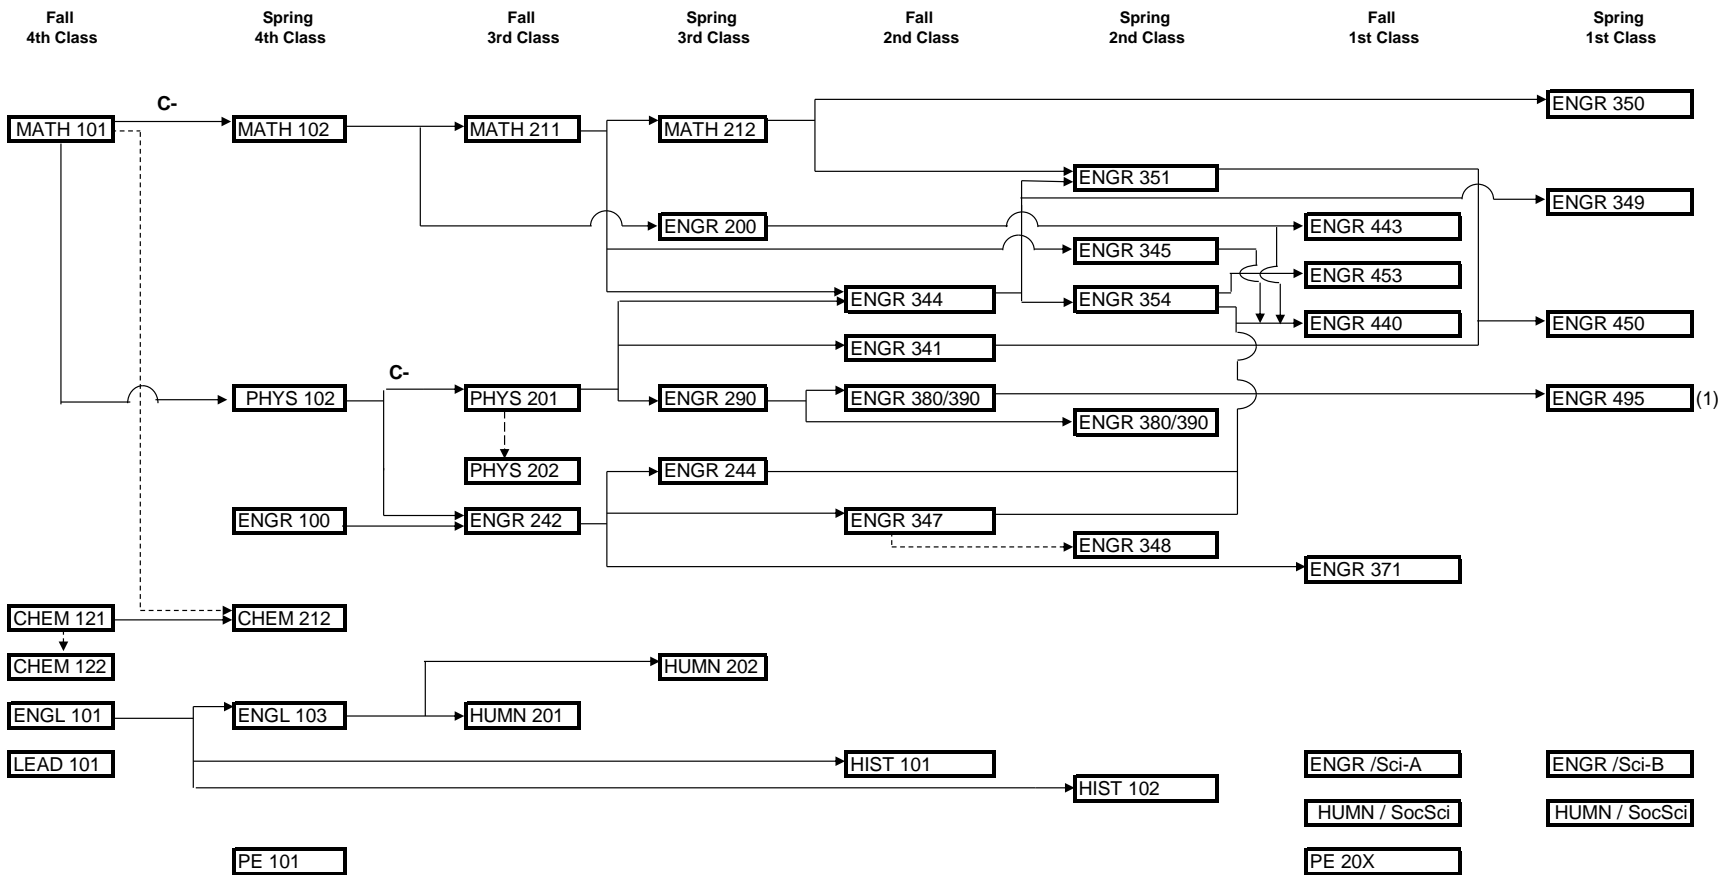 Fall Spring Fall Spring Fall Spring Fall Spring
4th Class 4th Class 3rd Class 3rd Class 2nd Class 2nd Class 1st Class 1st Class
C- ENGR 350
MATH 101 MATH 102 MATH 211 MATH 212
ENGR 351
ENGR 349
ENGR 200 ENGR 443
ENGR 345
ENGR 453
ENGR 344 ENGR 354
ENGR 440 ENGR 450
ENGR 341
C-
PHYS 102 PHYS 201 ENGR 290 ENGR 380/390 ENGR 495 (1)
ENGR 380/390
PHYS 202 ENGR 244
ENGR 100 ENGR 242 ENGR 347
ENGR 348
ENGR 371
CHEM 121 CHEM 212
CHEM 122 HUMN 202
ENGL 101 ENGL 103 HUMN 201
LEAD 101 HIST 101 ENGR /Sci-A ENGR /Sci-B
HIST 102
HUMN / SocSci HUMN / SocSci
PE 101 PE 20X